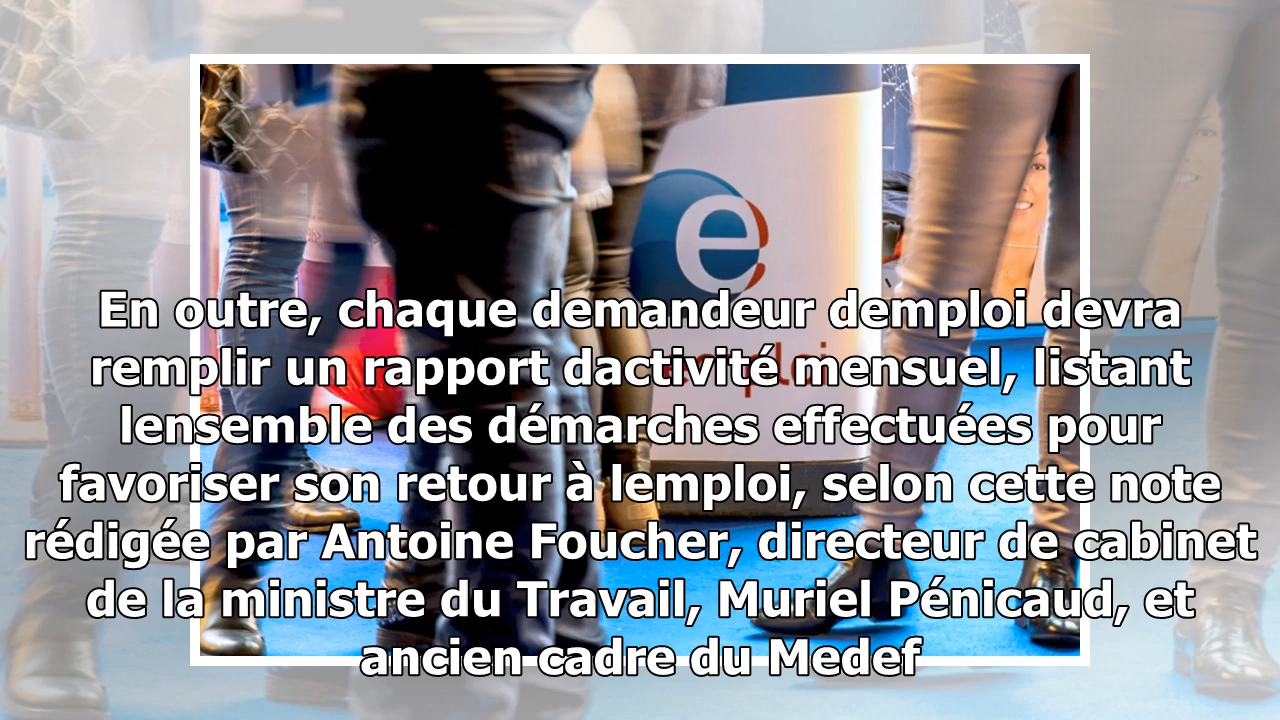 e
emploi
En outre, chaque demandeur demploi devra
remplir un rapport dactivité mensuel, listant
lensemble des démarches effectuées pour
favoriser son retour à lemploi, selon cette note
rédigée par Antoine Foucher, directeur de cabinet
de la ministre du Travail, Muriel Pénicaud, et
ancien cadre du Medef